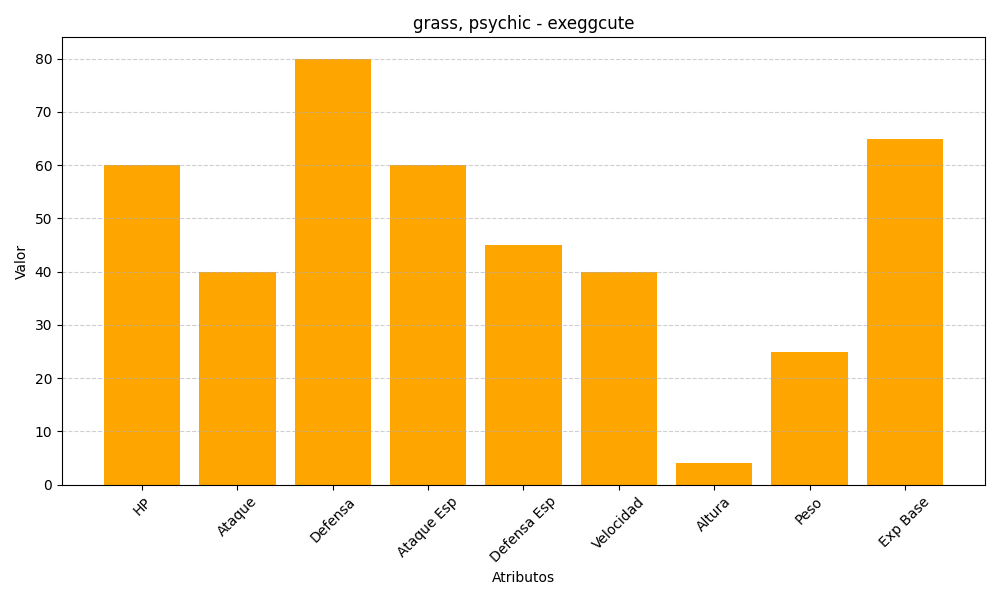 grass, psychic - exeggcute
Valor
80
70
60
50
40
30
20
10
0
HP
Ataque
Defensa
Ataque Esp
Defensa Esp
Velocidad
Altura
Peso
Exp Base
Atributos